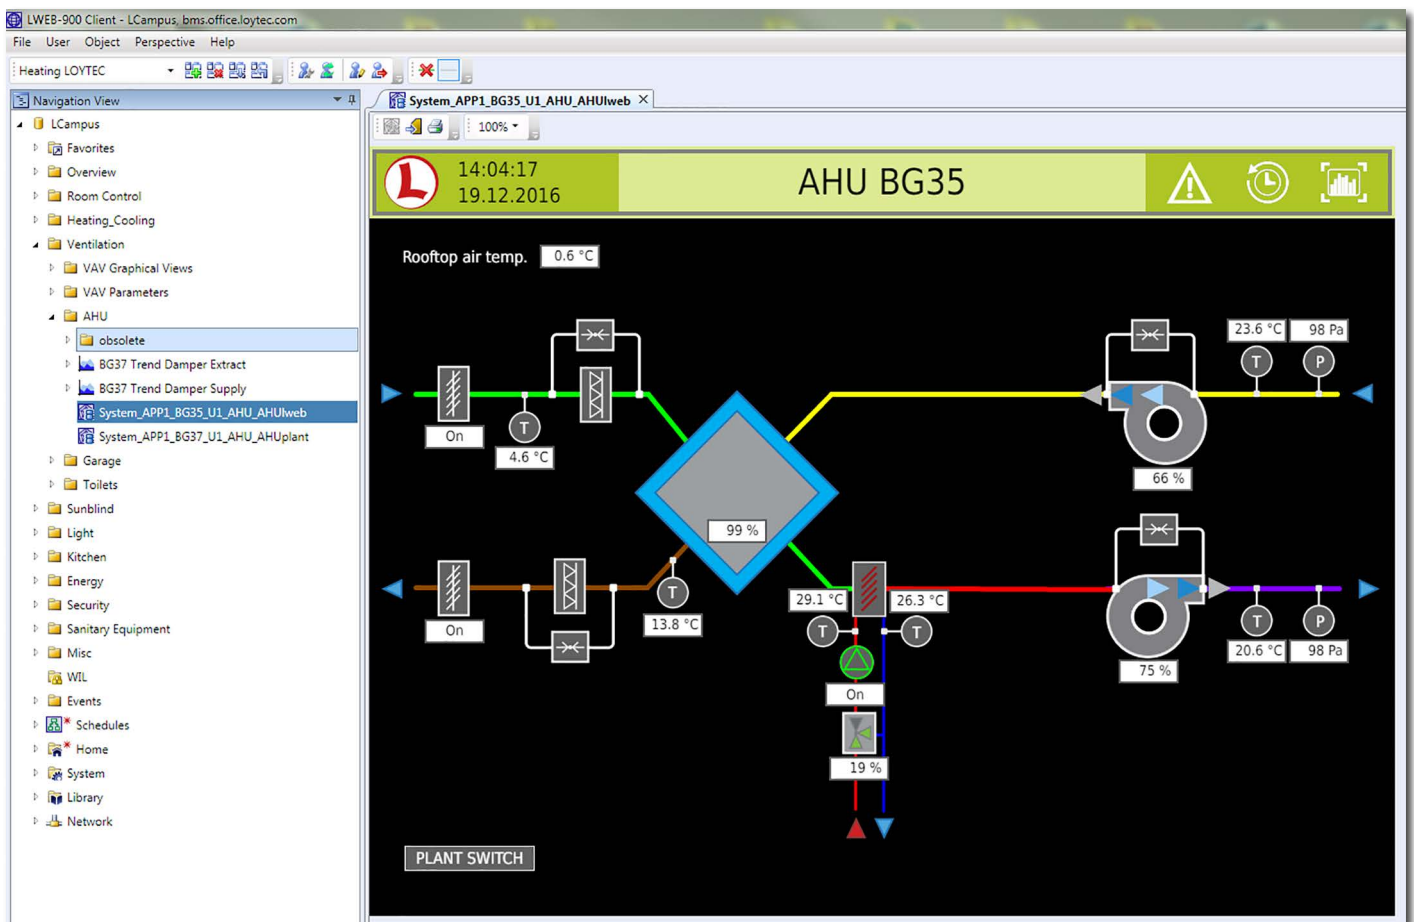 LWEB-900 Client - LCampus, bms.office.loytec.com
File User Object Perspective Help
Heating LOYTEC
Navigation View
LCampus
Favorites
Overview
Room Control
Heating_Cooling
Ventilation
VAV Graphical Views
VAV Parameters
AHU
obsolete
BG37 Trend Damper Extract
BG37 Trend Damper Supply
System_APP1_BG35_U1_AHU_AHUlweb
System_APP1_BG37_U1_AHU_AHUplant
Garage
Toilets
Sunblind
Light
Kitchen
Energy
Security
Sanitary Equipment
Misc
WIL
Events
Schedules
Home
System
Library
Network
System_APP1_BG35_U1_AHU_AHUlweb
100%
L
14:04:17
19.12.2016
AHU BG35
Rooftop air temp. 0.6 °C
23.6 °C 98 Pa
T P
On
T
4.6 °C
66 %
99 %
On
T
13.8 °C
29.1 °C 26.3 °C
T T
T P
20.6 °C 98 Pa
75 %
On
19 %
PLANT SWITCH